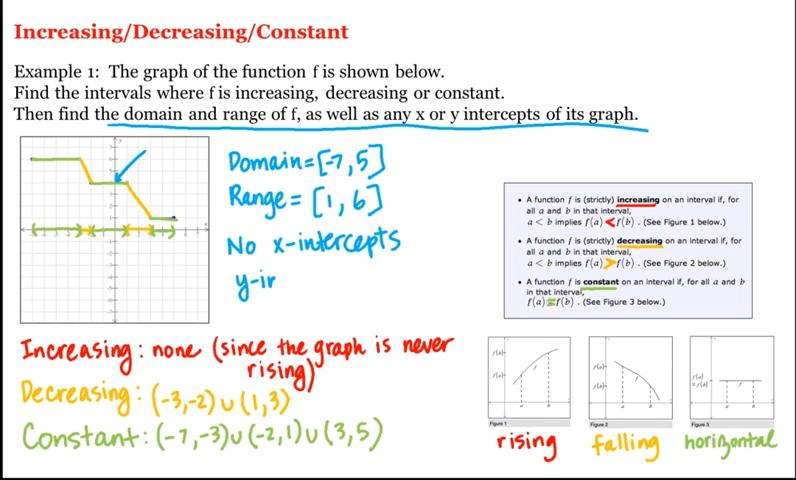 Increasing/Decreasing/Constant
Example 1: The graph of the function f is shown below.
Find the intervals where f is increasing, decreasing or constant.
Then find the domain and range of f, as well as any x or y intercepts of its graph.
Domain = [-7, 5]
Range = [1, 6]
No x-intercepts
y-in
• A function f is (strictly) increasing on an interval if, for
all a and b in that interval,
a < b implies f(a) < f(b). (See Figure 1 below.)
• A function f is (strictly) decreasing on an interval if, for
all a and b in that interval,
a < b implies f(a) > f(b). (See Figure 2 below.)
• A function f is constant on an interval if, for all a and b
in that interval,
f(a) = f(b). (See Figure 3 below.)
Increasing: none (since the graph is never
rising)
Decreasing: (-3,-2) ∪ (1,3)
Constant: (-7,-3) ∪ (-2,1) ∪ (3,5)
f(b)
f(a)
f
a
b
Figure 1
f(a)
f(b)
f
a
b
Figure 2
f(a)
= f(b)
f
a
b
Figure 3
rising
falling
horizontal